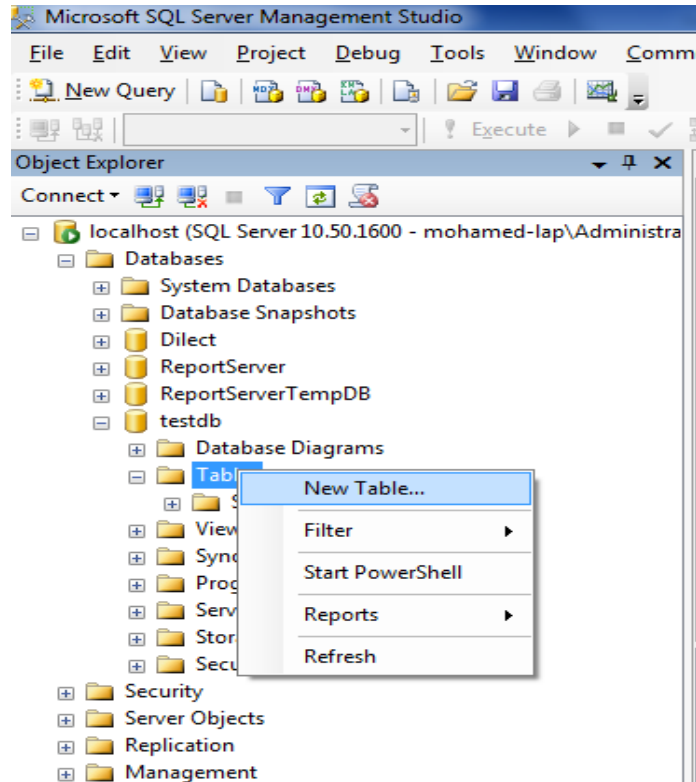 Microsoft SQL Server Management Studio
File Edit View Project Debug Tools Window Comm
New Query MDX DMX XMLA
Execute
Object Explorer
Connect
localhost (SQL Server 10.50.1600 - mohamed-lap\Administra
Databases
System Databases
Database Snapshots
Dilect
ReportServer
ReportServerTempDB
testdb
Database Diagrams
Tabl
New Table...
S
View
Filter
Syno
Start PowerShell
Prog
Serv
Reports
Stor
Refresh
Secu
Security
Server Objects
Replication
Management